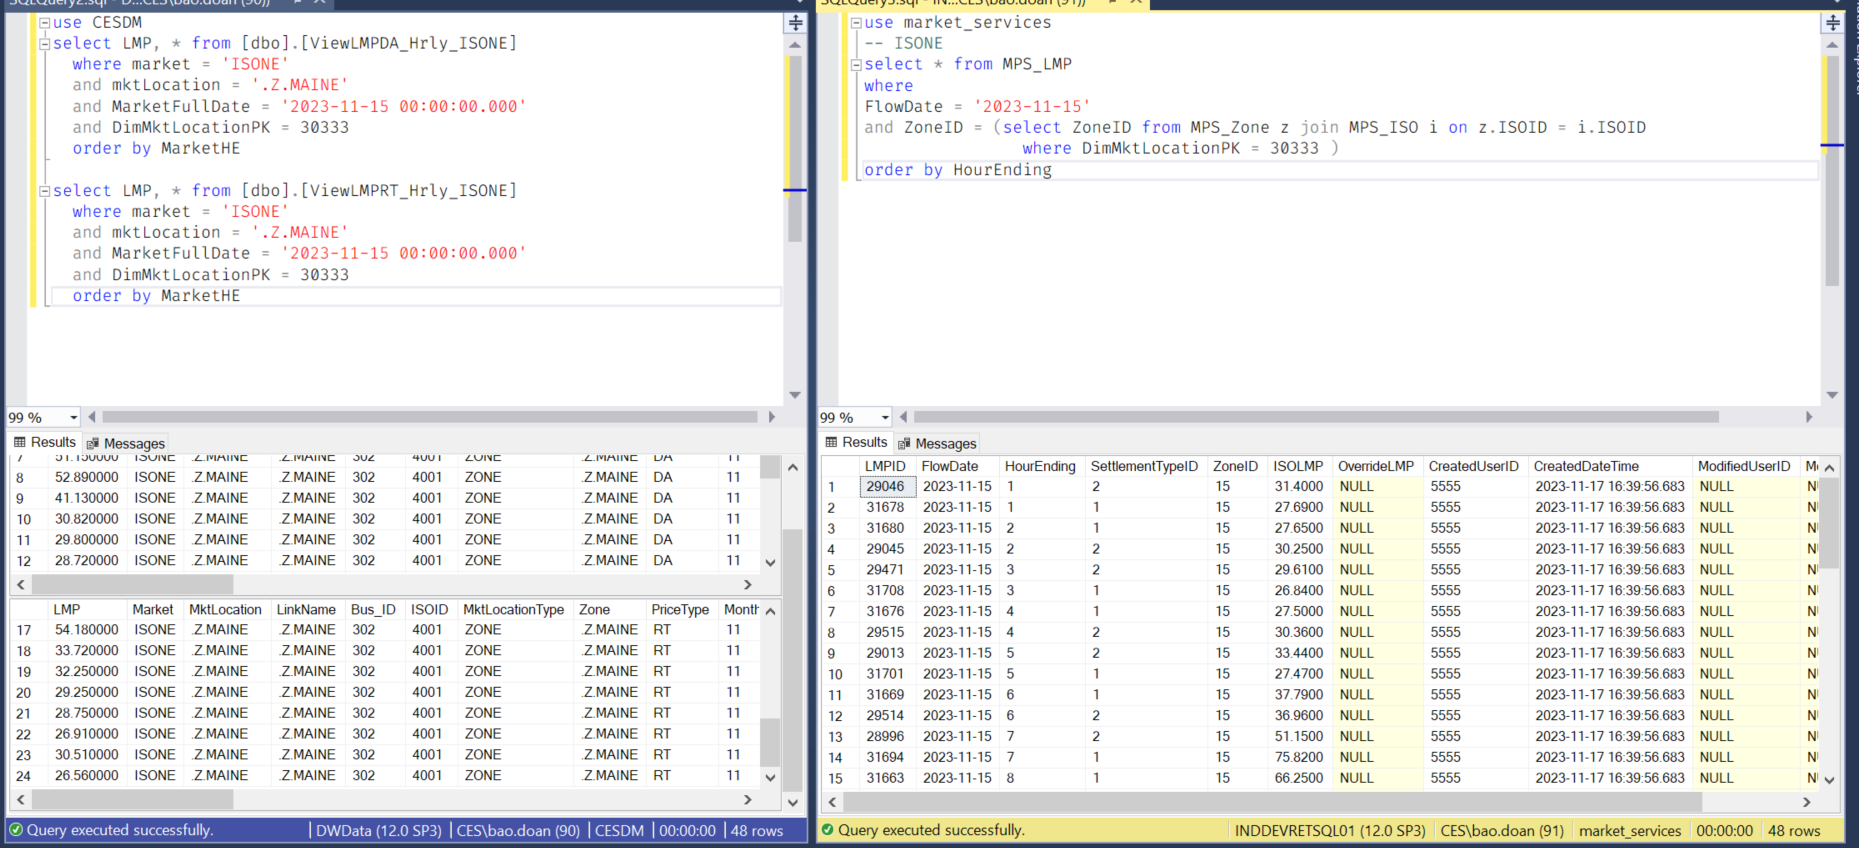 use CESDM
select LMP, * from [dbo].[ViewLMPDA_Hrly_ISONE]
where market = 'ISONE'
and mktLocation = '.Z.MAINE'
and MarketFullDate = '2023-11-15 00:00:00.000'
and DimMktLocationPK = 30333
order by MarketHE
select LMP, * from [dbo].[ViewLMPRT_Hrly_ISONE]
where market = 'ISONE'
and mktLocation = '.Z.MAINE'
and MarketFullDate = '2023-11-15 00:00:00.000'
and DimMktLocationPK = 30333
order by MarketHE
99 %
Results Messages
7 51.150000 ISONE .Z.MAINE .Z.MAINE 302 4001 ZONE .Z.MAINE DA 11
8 52.890000 ISONE .Z.MAINE .Z.MAINE 302 4001 ZONE .Z.MAINE DA 11
9 41.130000 ISONE .Z.MAINE .Z.MAINE 302 4001 ZONE .Z.MAINE DA 11
10 30.820000 ISONE .Z.MAINE .Z.MAINE 302 4001 ZONE .Z.MAINE DA 11
11 29.800000 ISONE .Z.MAINE .Z.MAINE 302 4001 ZONE .Z.MAINE DA 11
12 28.720000 ISONE .Z.MAINE .Z.MAINE 302 4001 ZONE .Z.MAINE DA 11
LMP Market MktLocation LinkName Bus_ID ISOID MktLocationType Zone PriceType Month
17 54.180000 ISONE .Z.MAINE .Z.MAINE 302 4001 ZONE .Z.MAINE RT 11
18 33.720000 ISONE .Z.MAINE .Z.MAINE 302 4001 ZONE .Z.MAINE RT 11
19 32.250000 ISONE .Z.MAINE .Z.MAINE 302 4001 ZONE .Z.MAINE RT 11
20 29.250000 ISONE .Z.MAINE .Z.MAINE 302 4001 ZONE .Z.MAINE RT 11
21 28.750000 ISONE .Z.MAINE .Z.MAINE 302 4001 ZONE .Z.MAINE RT 11
22 26.910000 ISONE .Z.MAINE .Z.MAINE 302 4001 ZONE .Z.MAINE RT 11
23 30.510000 ISONE .Z.MAINE .Z.MAINE 302 4001 ZONE .Z.MAINE RT 11
24 26.560000 ISONE .Z.MAINE .Z.MAINE 302 4001 ZONE .Z.MAINE RT 11
Query executed successfully. DWData (12.0 SP3) CES\bao.doan (90) CESDM 00:00:00 48 rows
use market_services
-- ISONE
select * from MPS_LMP
where
FlowDate = '2023-11-15'
and ZoneID = (select ZoneID from MPS_Zone z join MPS_ISO i on z.ISOID = i.ISOID
where DimMktLocationPK = 30333 )
order by HourEnding
99 %
Results Messages
LMPID FlowDate HourEnding SettlementTypeID ZoneID ISOLMP OverrideLMP CreatedUserID CreatedDateTime ModifiedUserID
1 29046 2023-11-15 1 2 15 31.4000 NULL 5555 2023-11-17 16:39:56.683 NULL
2 31678 2023-11-15 1 1 15 27.6900 NULL 5555 2023-11-17 16:39:56.683 NULL
3 31680 2023-11-15 2 1 15 27.6500 NULL 5555 2023-11-17 16:39:56.683 NULL
4 29045 2023-11-15 2 2 15 30.2500 NULL 5555 2023-11-17 16:39:56.683 NULL
5 29471 2023-11-15 3 2 15 29.6100 NULL 5555 2023-11-17 16:39:56.683 NULL
6 31708 2023-11-15 3 1 15 26.8400 NULL 5555 2023-11-17 16:39:56.683 NULL
7 31676 2023-11-15 4 1 15 27.5000 NULL 5555 2023-11-17 16:39:56.683 NULL
8 29515 2023-11-15 4 2 15 30.3600 NULL 5555 2023-11-17 16:39:56.683 NULL
9 29013 2023-11-15 5 2 15 33.4400 NULL 5555 2023-11-17 16:39:56.683 NULL
10 31701 2023-11-15 5 1 15 27.4700 NULL 5555 2023-11-17 16:39:56.683 NULL
11 31669 2023-11-15 6 1 15 37.7900 NULL 5555 2023-11-17 16:39:56.683 NULL
12 29514 2023-11-15 6 2 15 36.9600 NULL 5555 2023-11-17 16:39:56.683 NULL
13 28996 2023-11-15 7 2 15 51.1500 NULL 5555 2023-11-17 16:39:56.683 NULL
14 31694 2023-11-15 7 1 15 75.8200 NULL 5555 2023-11-17 16:39:56.683 NULL
15 31663 2023-11-15 8 1 15 66.2500 NULL 5555 2023-11-17 16:39:56.683 NULL
Query executed successfully. INDDEVRETSQL01 (12.0 SP3) CES\bao.doan (91) market_services 00:00:00 48 rows